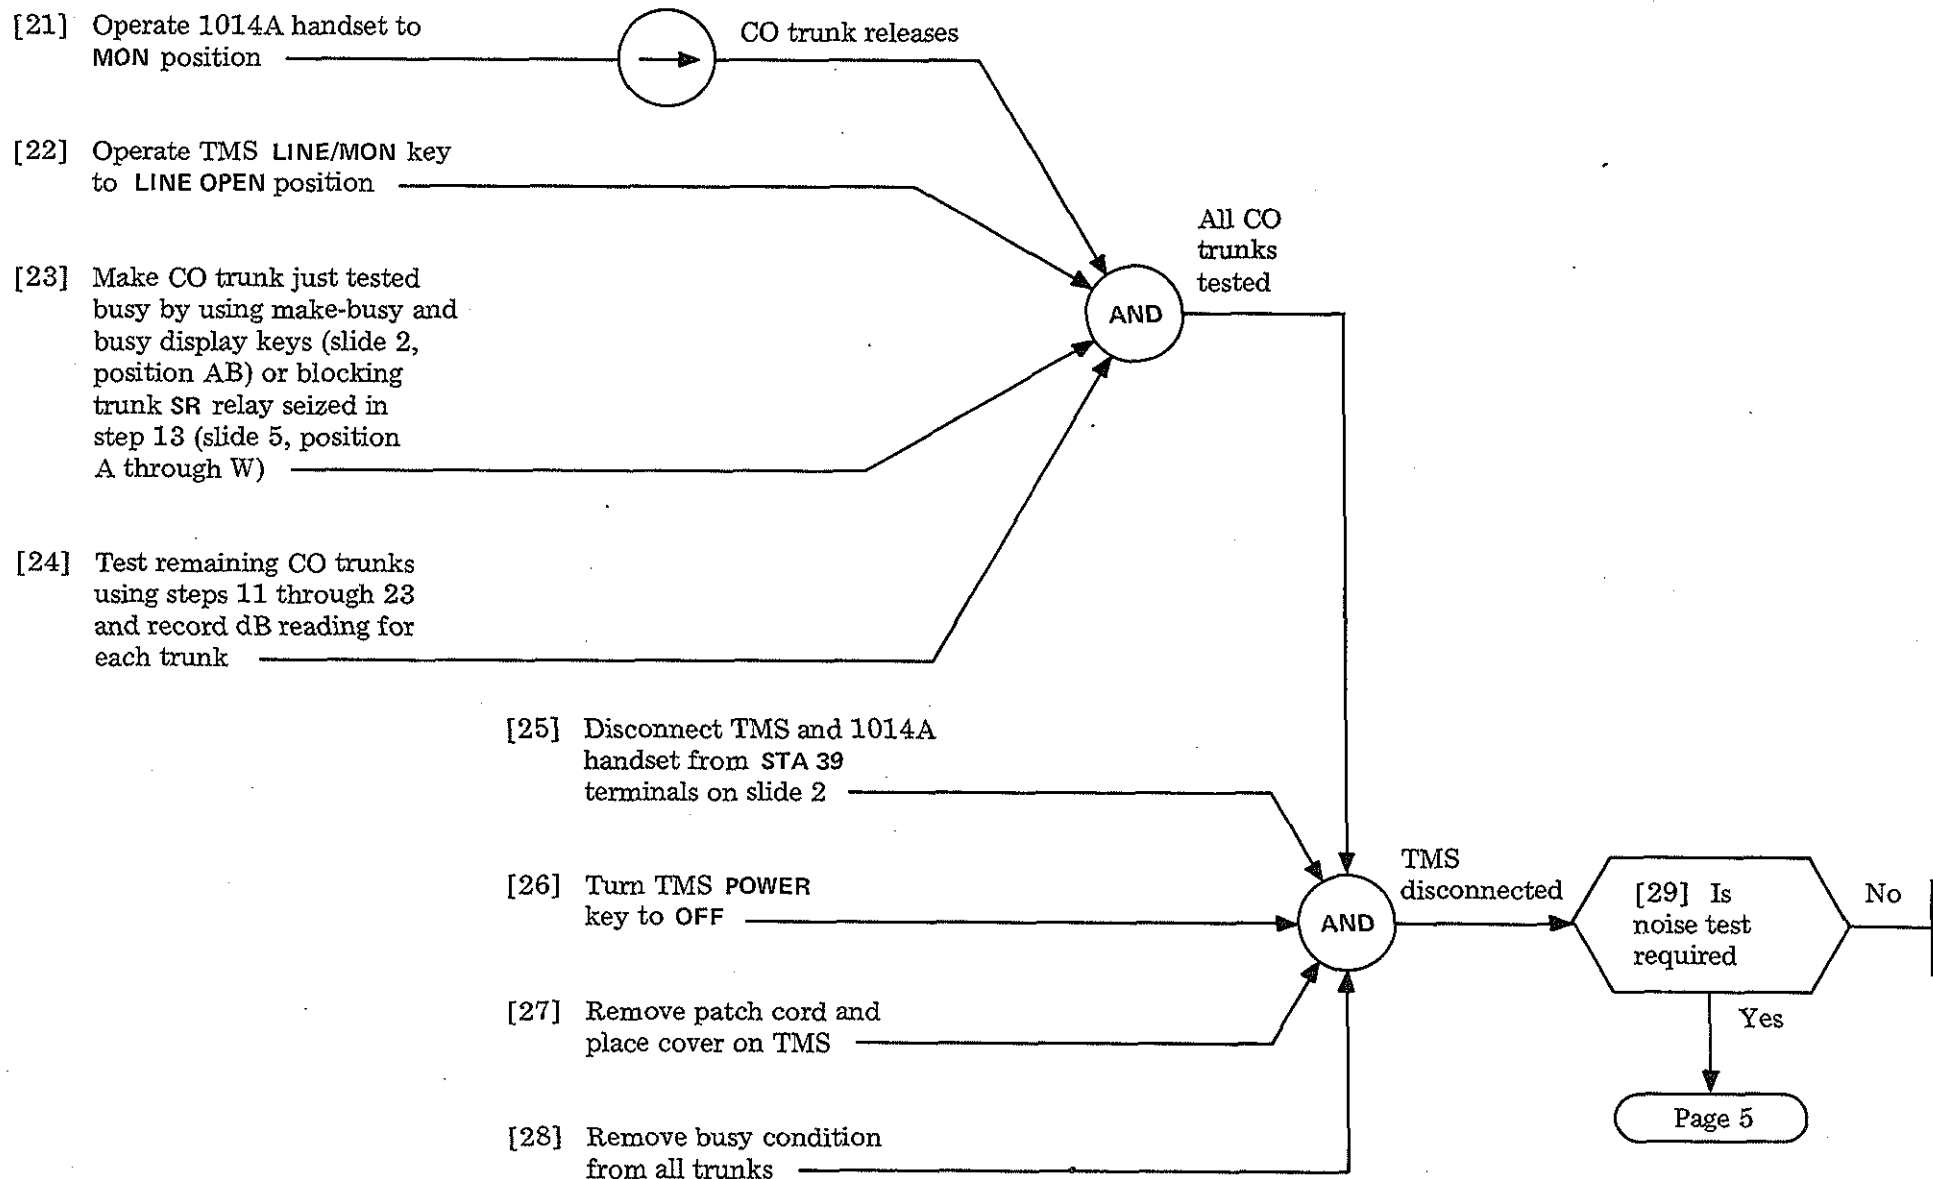 [21] Operate 1014A handset to
MON position
CO trunk releases
[22] Operate TMS LINE/MON key
to LINE OPEN position
[23] Make CO trunk just tested
busy by using make-busy and
busy display keys (slide 2,
position AB) or blocking
trunk SR relay seized in
step 13 (slide 5, position
A through W)
AND
All CO
trunks
tested
[24] Test remaining CO trunks
using steps 11 through 23
and record dB reading for
each trunk
[25] Disconnect TMS and 1014A
handset from STA 39
terminals on slide 2
[26] Turn TMS POWER
key to OFF
AND
TMS
disconnected
[29] Is
noise test
required
No
Yes
Page 5
[27] Remove patch cord and
place cover on TMS
[28] Remove busy condition
from all trunks